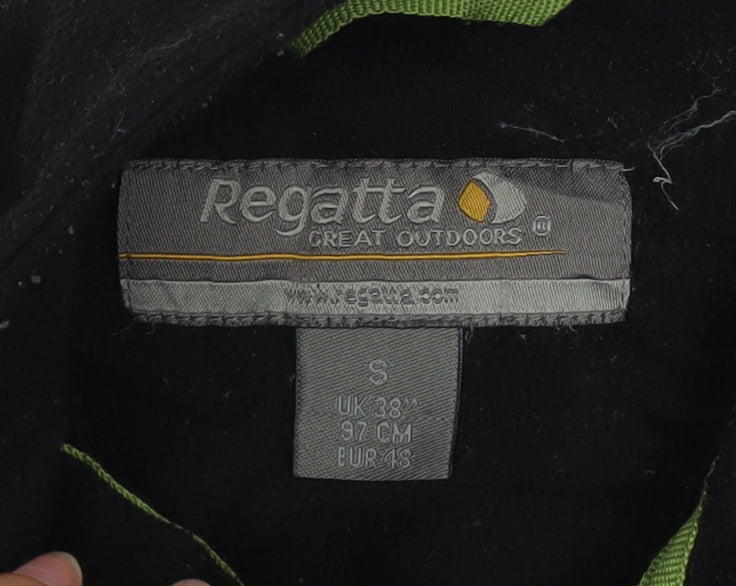 Regatta
GREAT OUTDOORS ®
www.regatta.com
S
UK 38"
97 CM
EUR 48